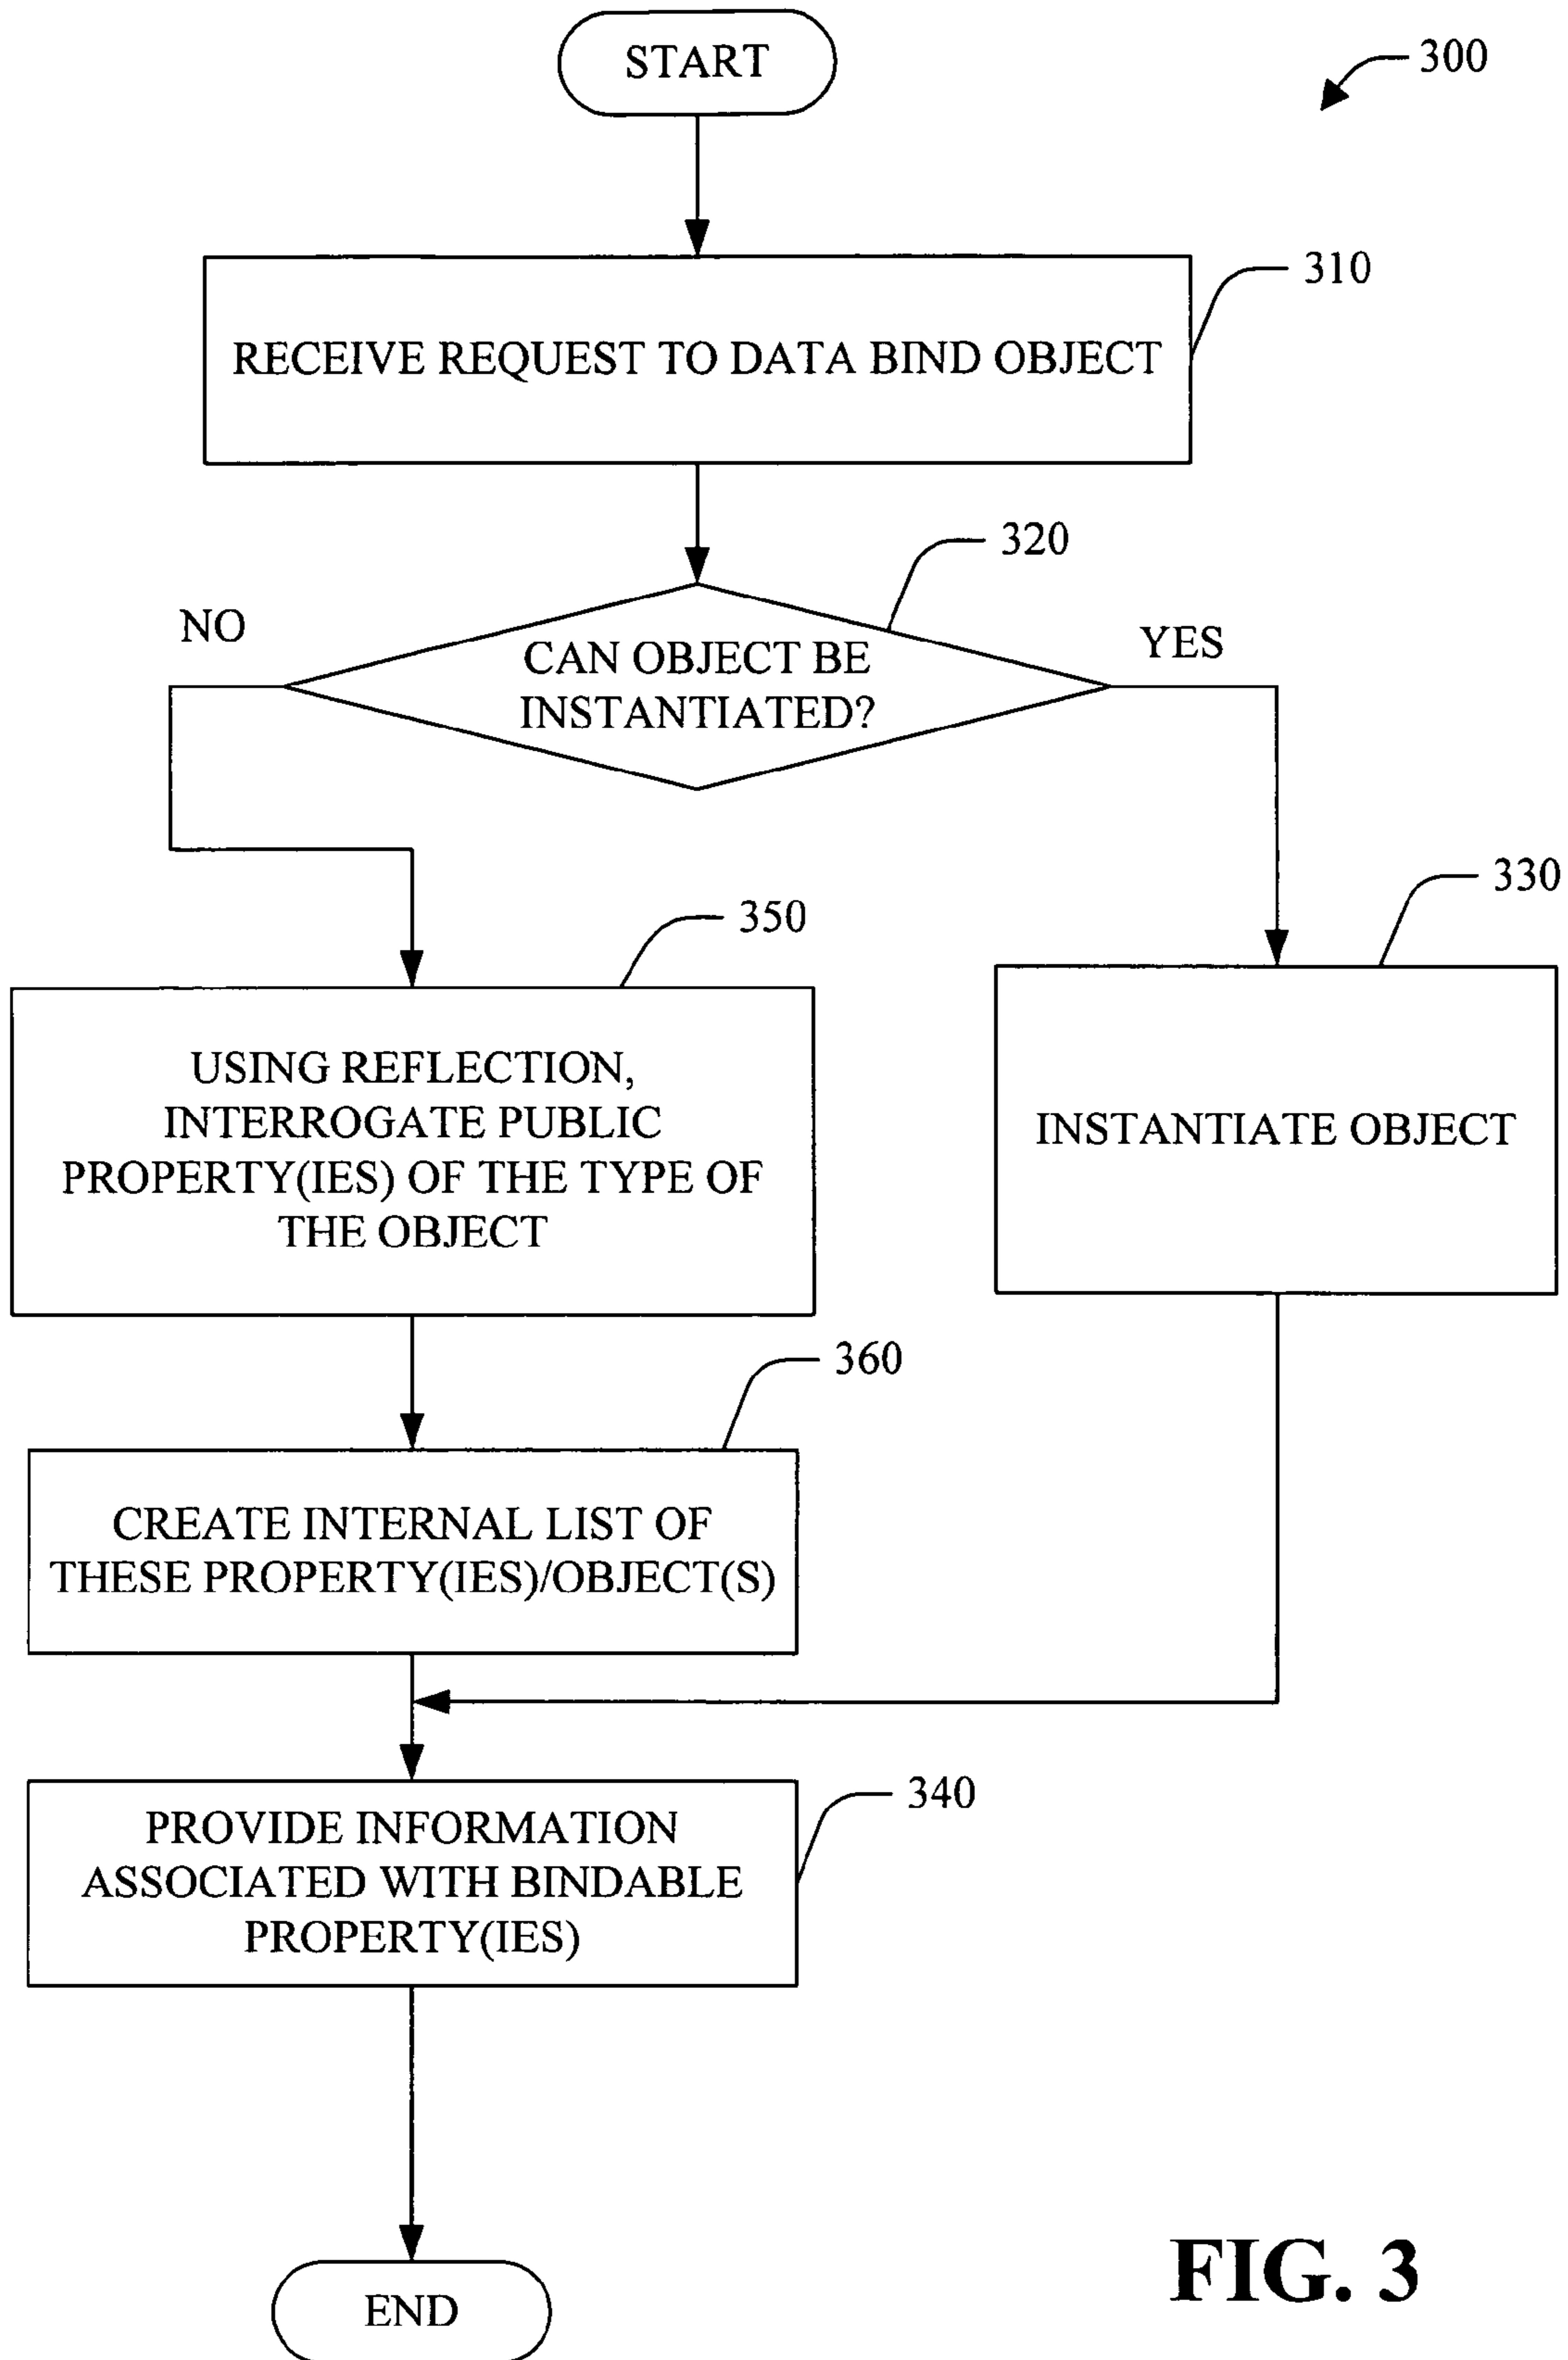 START
300
310
RECEIVE REQUEST TO DATA BIND OBJECT
320
NO
YES
CAN OBJECT BE
INSTANTIATED?
330
350
USING REFLECTION,
INTERROGATE PUBLIC
PROPERTY(IES) OF THE TYPE OF
THE OBJECT
INSTANTIATE OBJECT
360
CREATE INTERNAL LIST OF
THESE PROPERTY(IES)/OBJECT(S)
340
PROVIDE INFORMATION
ASSOCIATED WITH BINDABLE
PROPERTY(IES)
END
FIG. 3